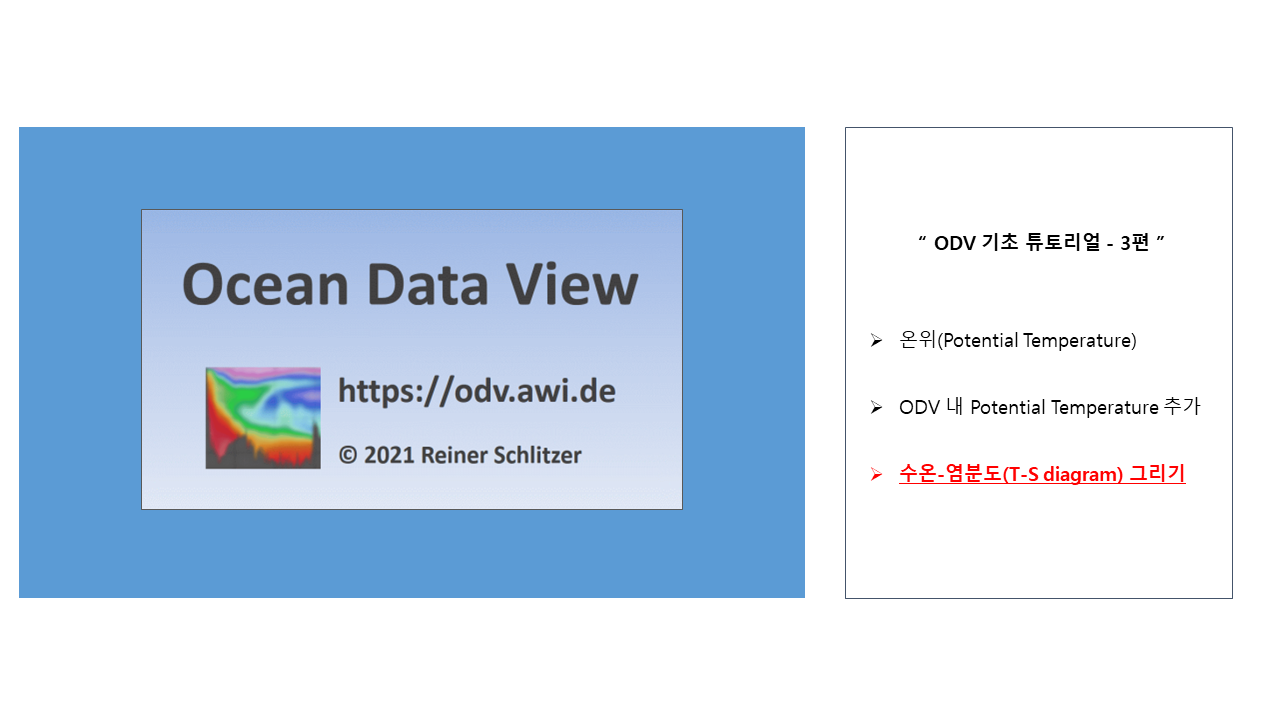 Ocean Data View
https://odv.awi.de
© 2021 Reiner Schlitzer
“ ODV 기초 튜토리얼 - 3편 ”
온위(Potential Temperature)
ODV 내 Potential Temperature 추가
수온-염분도(T-S diagram) 그리기